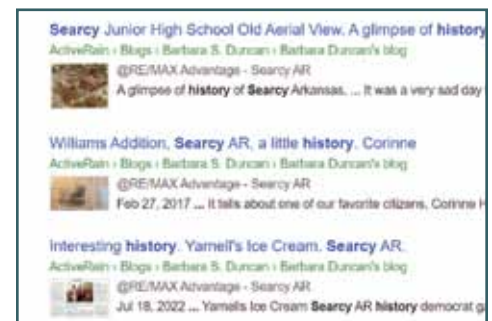 Searcy Junior High School Old Aerial View. A glimpse of history
ActiveRain › Blogs › Barbara S. Duncan › Barbara Duncan's blog
@RE/MAX Advantage - Searcy AR
A glimpse of history of Searcy Arkansas. ... It was a very sad day
Williams Addition, Searcy AR, a little history. Corinne
ActiveRain › Blogs › Barbara S. Duncan › Barbara Duncan's blog
@RE/MAX Advantage - Searcy AR
Feb 27, 2017 ... It tells about one of our favorite citizens, Corinne H
Interesting history. Yarnell's Ice Cream. Searcy AR.
ActiveRain › Blogs › Barbara S. Duncan › Barbara Duncan's blog
@RE/MAX Advantage - Searcy AR
Jul 18, 2022 ... Yarnells Ice Cream Searcy AR history democrat ga